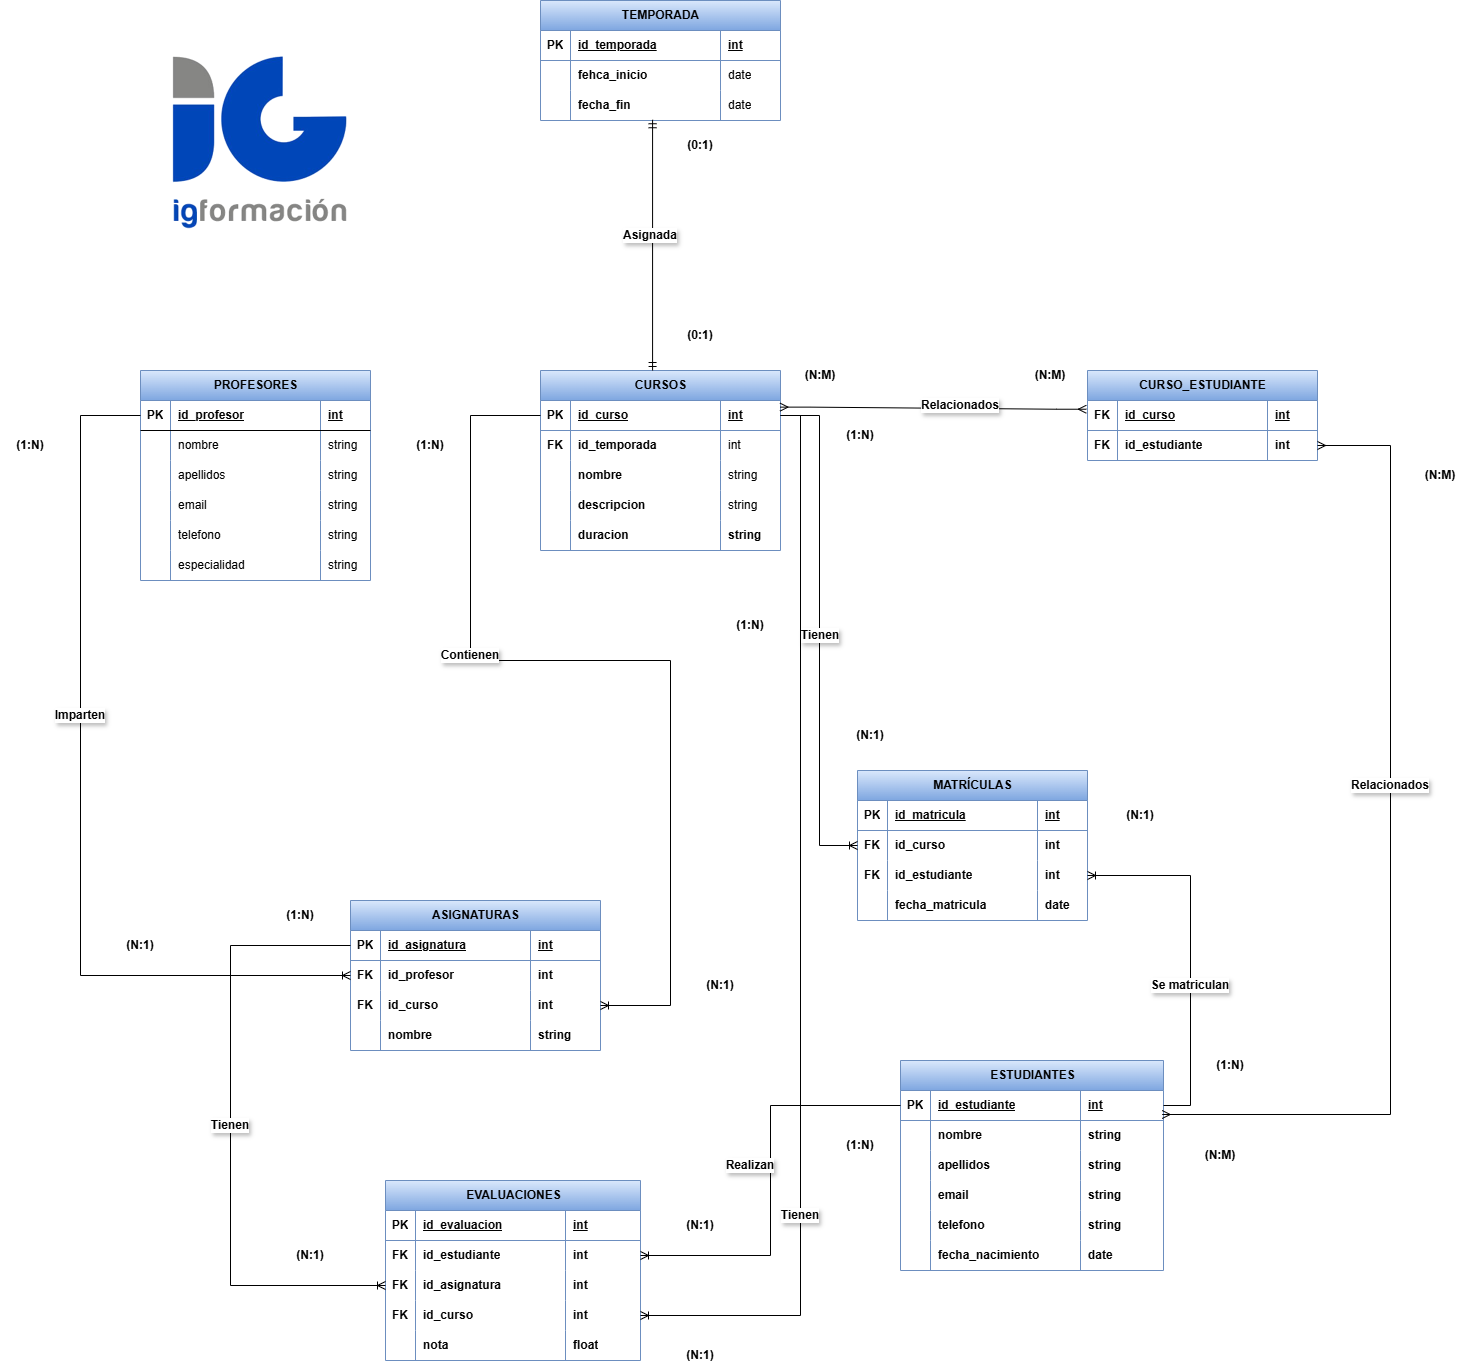 TEMPORADA
PK id_temporada int
fehca_inicio date
fecha_fin date
igformación
(0:1)
Asignada
(0:1)
PROFESORES
PK id_profesor int
nombre string
apellidos string
email string
telefono string
especialidad string
(1:N)
CURSOS
PK id_curso int
FK id_temporada int
nombre string
descripcion string
duracion string
(1:N)
(N:M)
Relacionados
(N:M)
(1:N)
CURSO_ESTUDIANTE
FK id_curso int
FK id_estudiante int
(N:M)
(1:N)
Tienen
Contienen
Imparten
(N:1)
MATRÍCULAS
PK id_matricula int
FK id_curso int
FK id_estudiante int
fecha_matricula date
(N:1)
Relacionados
(1:N)
(N:1)
ASIGNATURAS
PK id_asignatura int
FK id_profesor int
FK id_curso int
nombre string
(N:1)
Se matriculan
(1:N)
ESTUDIANTES
PK id_estudiante int
nombre string
apellidos string
email string
telefono string
fecha_nacimiento date
(1:N)
(N:M)
Tienen
Realizan
Tienen
EVALUACIONES
PK id_evaluacion int
FK id_estudiante int
FK id_asignatura int
FK id_curso int
nota float
(N:1)
(N:1)
(N:1)